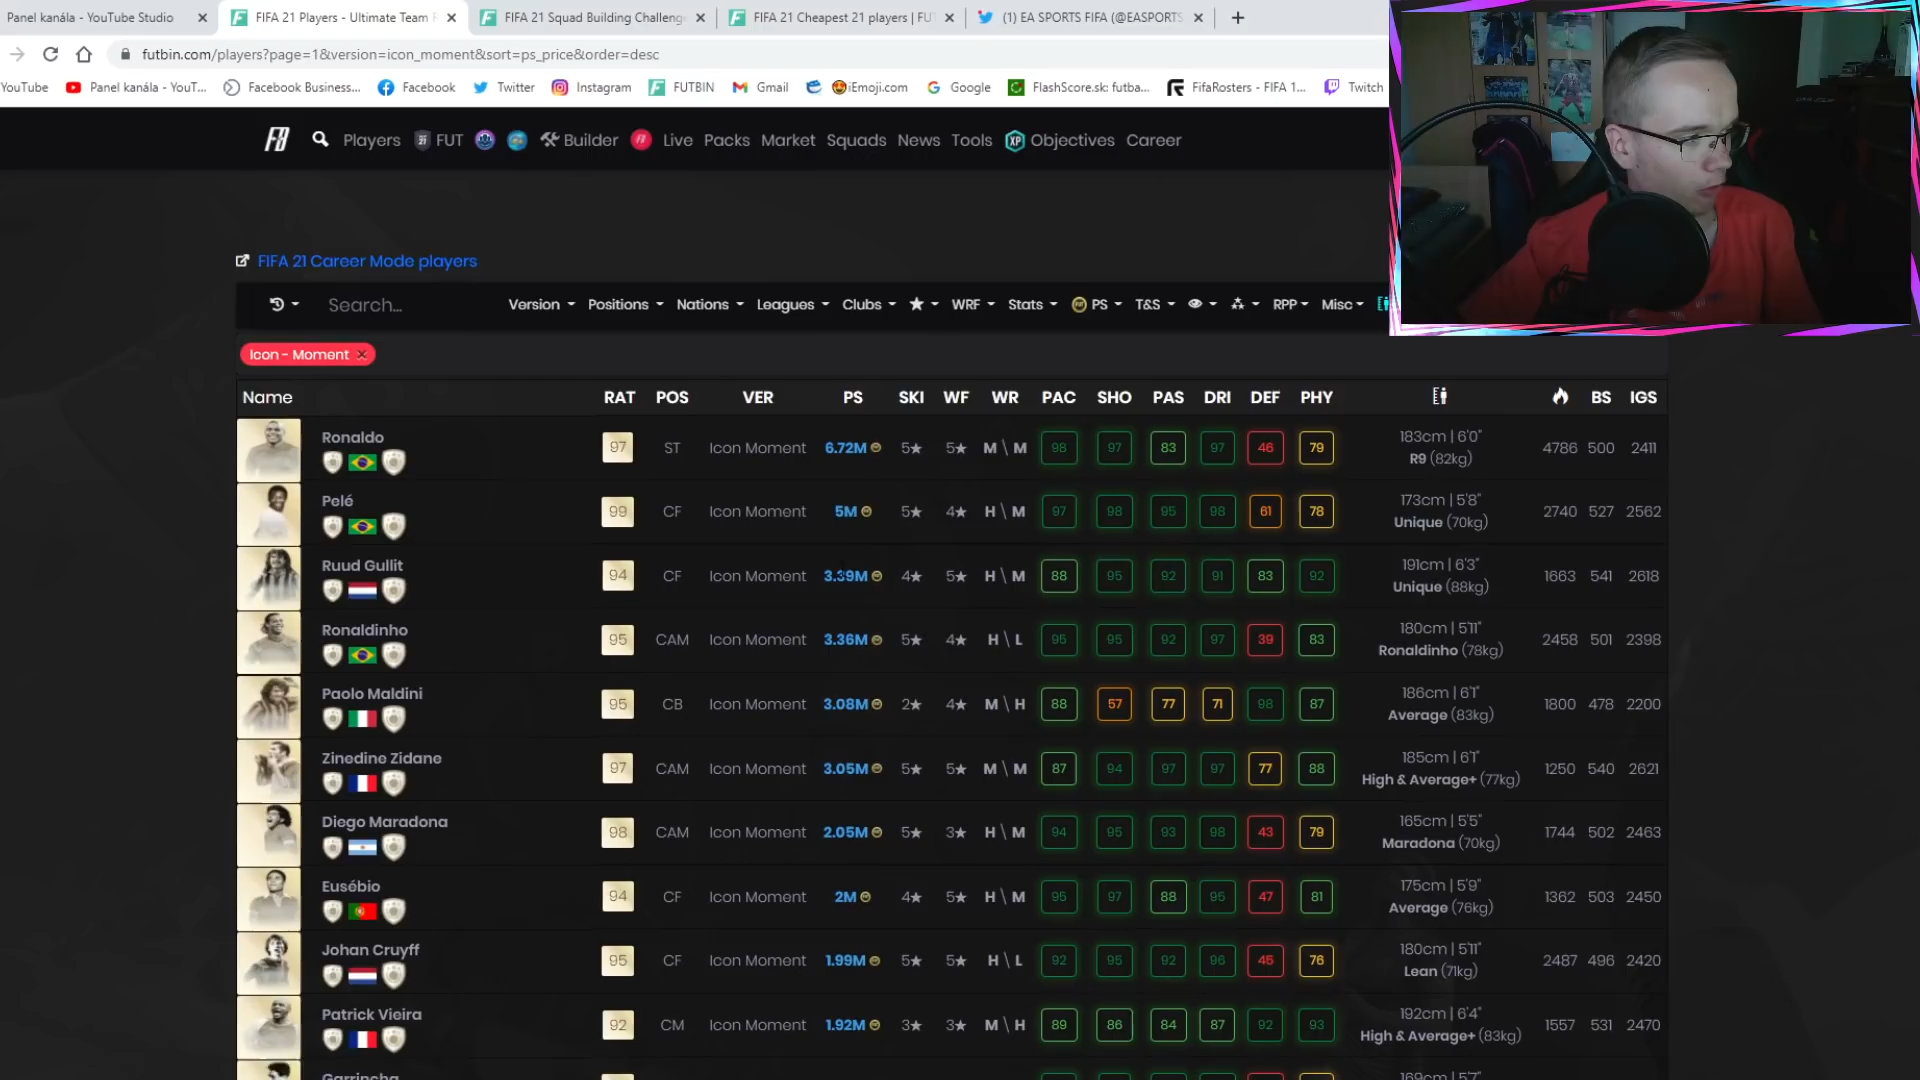 Panel kanála - YouTube Studio
FIFA 21 Players - Ultimate Team
FIFA 21 Squad Building Challenge
FIFA 21 Cheapest 21 players | FUT
(1) EA SPORTS FIFA (@EASPORTS
futbin.com/players?page=1&version=icon_moment&sort=ps_price&order=desc
YouTube Panel kanála - YouT... Facebook Business... Facebook Twitter Instagram FUTBIN Gmail iEmoji.com Google FlashScore.sk: futba... FifaRosters - FIFA 1... Twitch
Players FUT Builder Live Packs Market Squads News Tools XP Objectives Career
FIFA 21 Career Mode players
Search... Version Positions Nations Leagues Clubs WRF Stats PS T&S RPP Misc
Icon - Moment
Name RAT POS VER PS SKI WF WR PAC SHO PAS DRI DEF PHY BS IGS
Ronaldo 97 ST Icon Moment 6.72M 5★ 5★ M \ M 98 97 83 97 46 79 183cm | 6'0" R9 (82kg) 4786 500 2411
Pelé 99 CF Icon Moment 5M 5★ 4★ H \ M 97 98 95 98 61 78 173cm | 5'8" Unique (70kg) 2740 527 2562
Ruud Gullit 94 CF Icon Moment 3.39M 4★ 5★ H \ M 88 95 92 91 83 92 191cm | 6'3" Unique (88kg) 1663 541 2618
Ronaldinho 95 CAM Icon Moment 3.36M 5★ 4★ H \ L 95 95 92 97 39 83 180cm | 5'11" Ronaldinho (78kg) 2458 501 2398
Paolo Maldini 95 CB Icon Moment 3.08M 2★ 4★ M \ H 88 57 77 71 98 87 186cm | 6'1" Average (83kg) 1800 478 2200
Zinedine Zidane 97 CAM Icon Moment 3.05M 5★ 5★ M \ M 87 94 97 97 77 88 185cm | 6'1" High & Average+ (77kg) 1250 540 2621
Diego Maradona 98 CAM Icon Moment 2.05M 5★ 3★ H \ M 94 95 93 98 43 79 165cm | 5'5" Maradona (70kg) 1744 502 2463
Eusébio 94 CF Icon Moment 2M 4★ 5★ H \ M 95 97 88 95 47 81 175cm | 5'9" Average (76kg) 1362 503 2450
Johan Cruyff 95 CF Icon Moment 1.99M 5★ 5★ H \ L 92 95 92 96 45 76 180cm | 5'11" Lean (71kg) 2487 496 2420
Patrick Vieira 92 CM Icon Moment 1.92M 3★ 3★ M \ H 89 86 84 87 92 93 192cm | 6'4" High & Average+ (83kg) 1557 531 2470
Garrincha 169cm | 5'7"